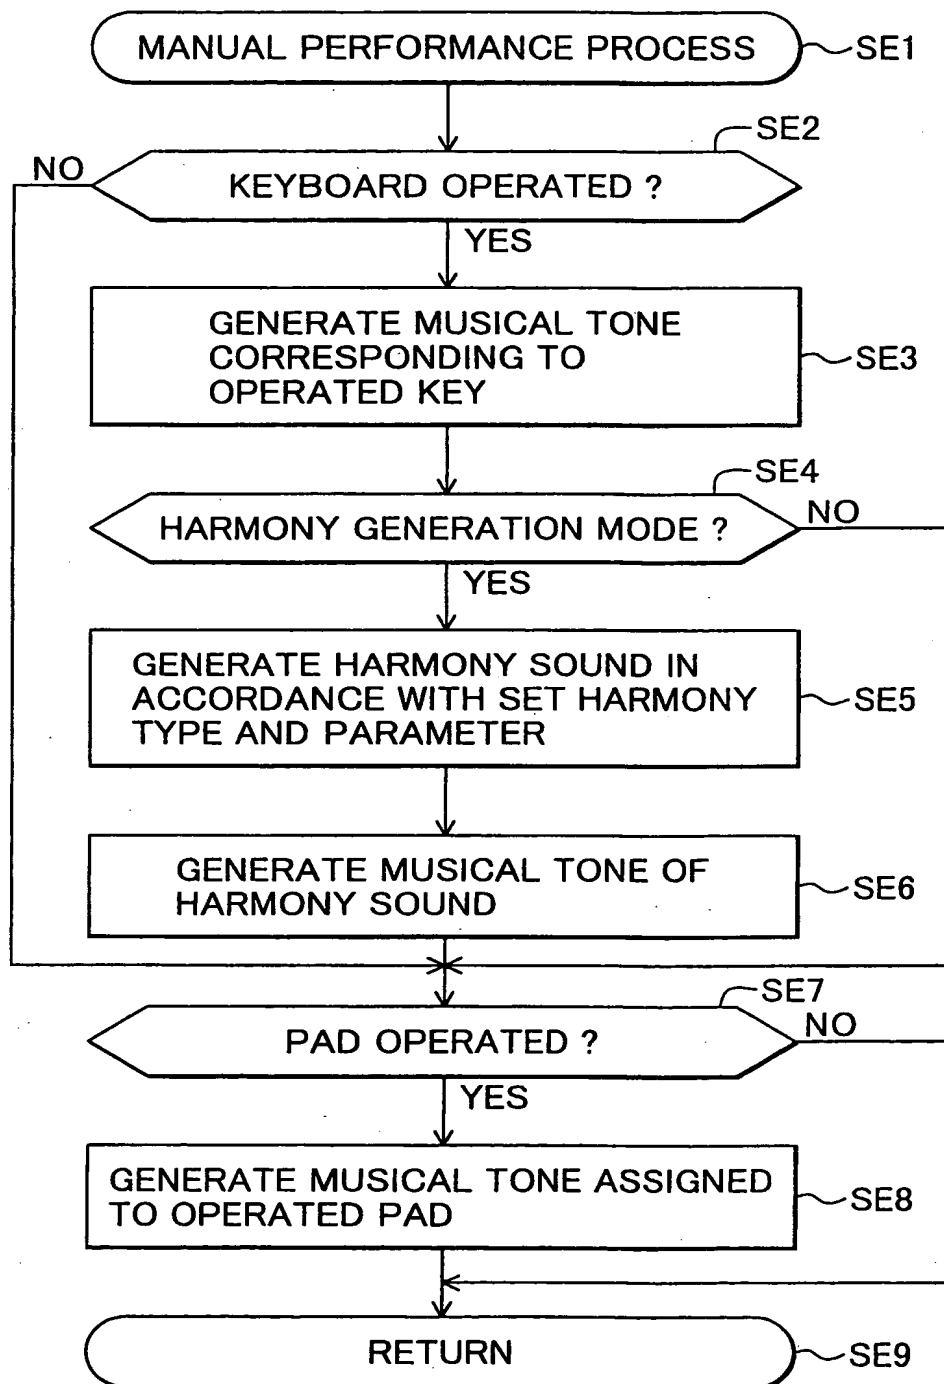 MANUAL PERFORMANCE PROCESS
SE1
SE2
NO
KEYBOARD OPERATED ?
YES
GENERATE MUSICAL TONE
CORRESPONDING TO
OPERATED KEY
SE3
SE4
HARMONY GENERATION MODE ?
NO
YES
GENERATE HARMONY SOUND IN
ACCORDANCE WITH SET HARMONY
TYPE AND PARAMETER
SE5
GENERATE MUSICAL TONE OF
HARMONY SOUND
SE6
SE7
PAD OPERATED ?
NO
YES
GENERATE MUSICAL TONE ASSIGNED
TO OPERATED PAD
SE8
RETURN
SE9